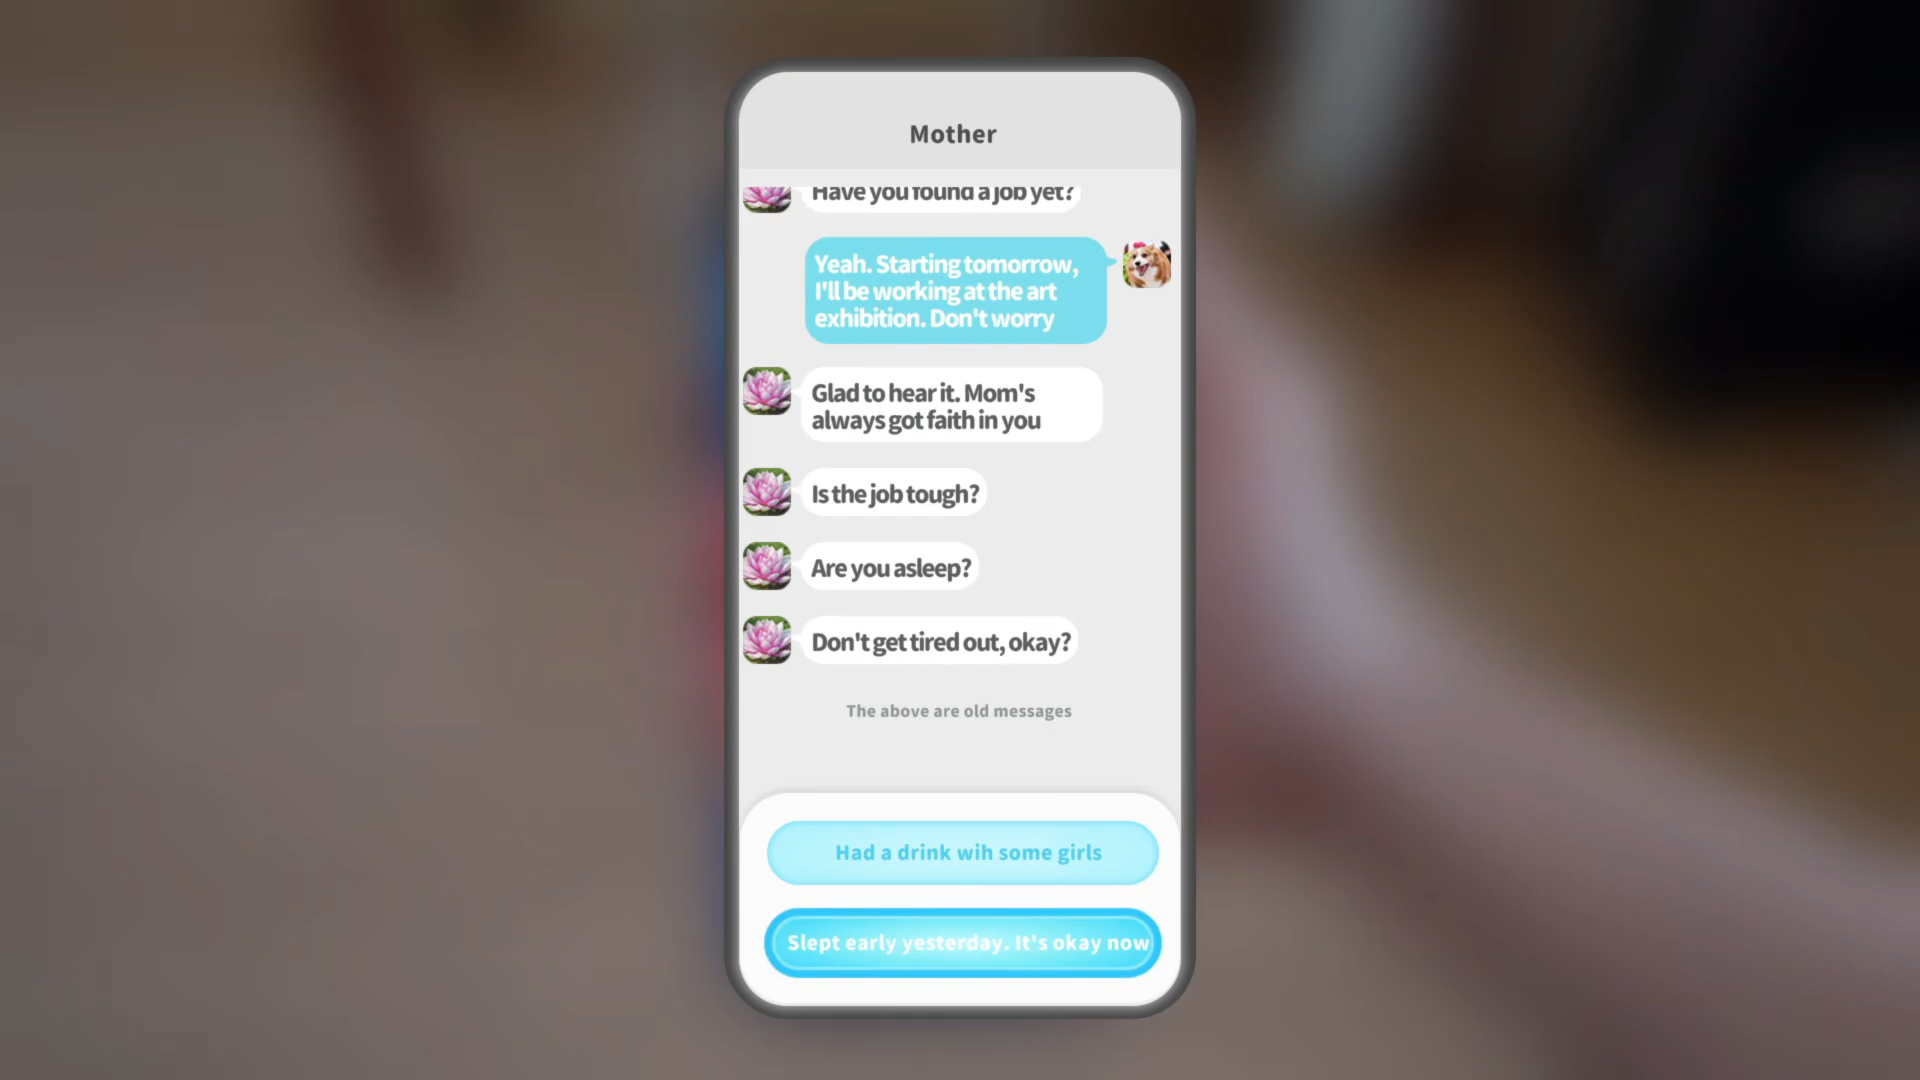 Mother
Have you found a job yet?
Yeah. Starting tomorrow,
I'll be working at the art
exhibition. Don't worry
Glad to hear it. Mom's
always got faith in you
Is the job tough?
Are you asleep?
Don't get tired out, okay?
The above are old messages
Had a drink wih some girls
Slept early yesterday. It's okay now